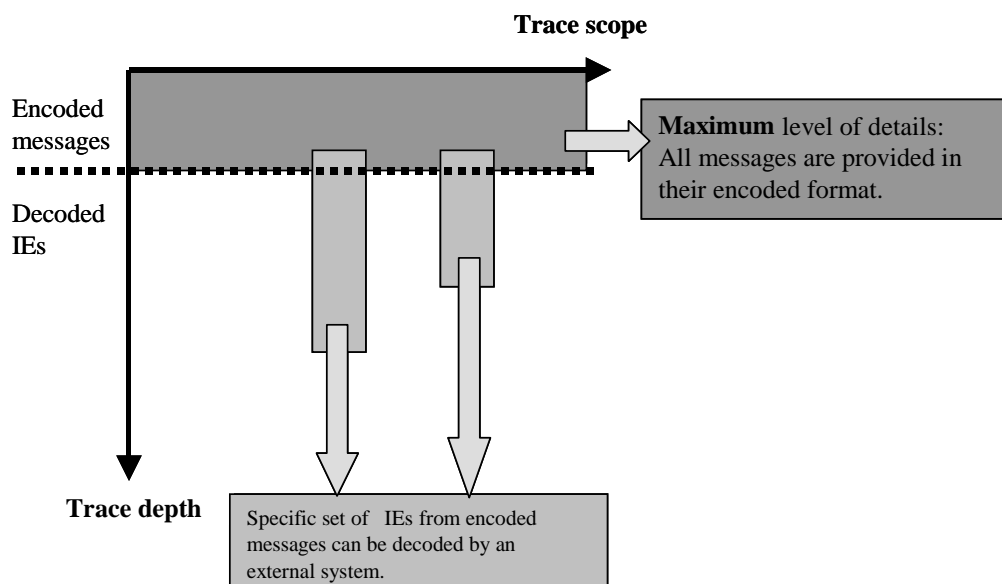 Trace scope
Encoded
messages
Maximum level of details:
All messages are provided in
their encoded format.
Decoded
IEs
Trace depth
Specific set of IEs from encoded
messages can be decoded by an
external system.